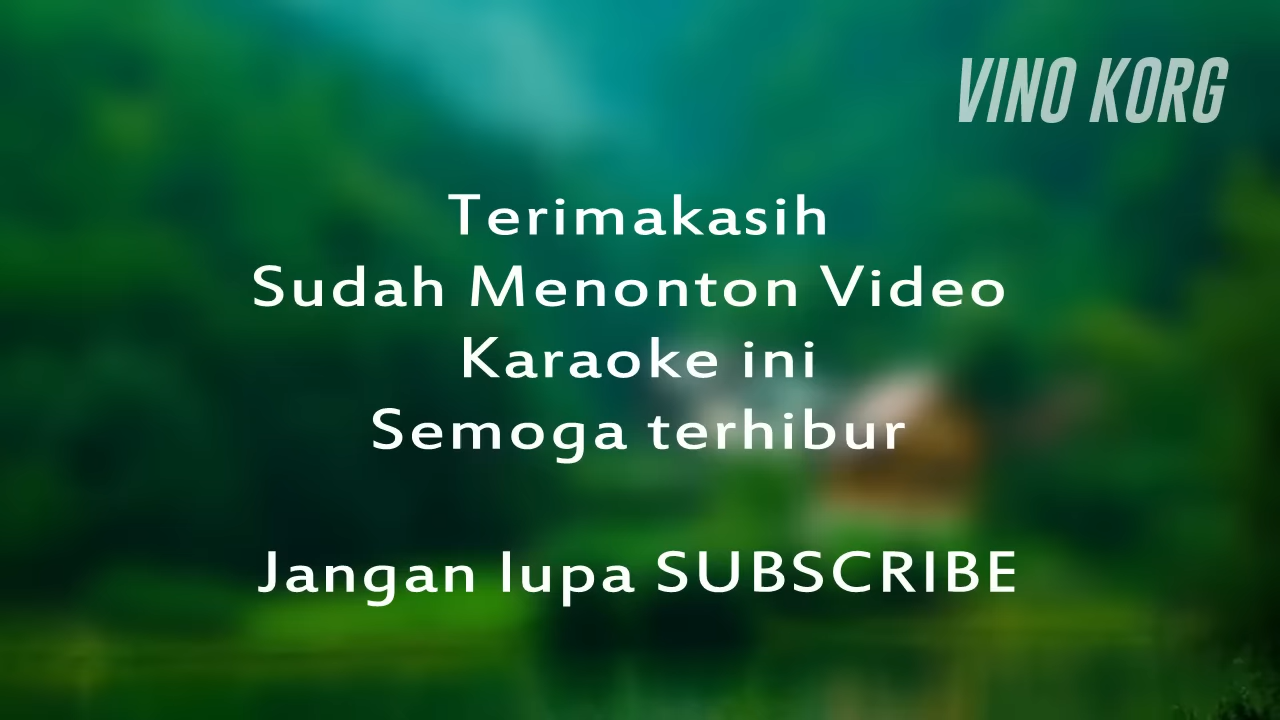 VINO KORG
Terimakasih
Sudah Menonton Video
Karaoke ini
Semoga terhibur
Jangan lupa SUBSCRIBE